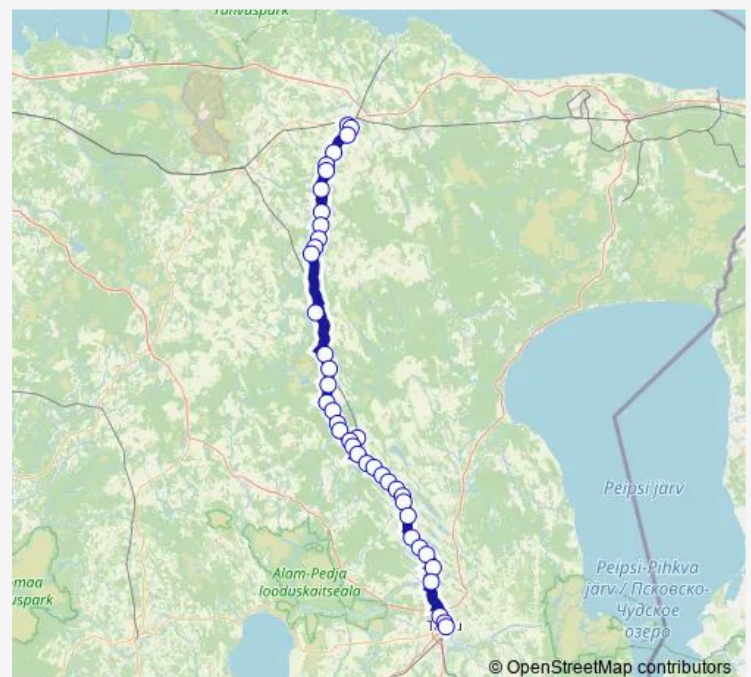 Peipsi järv
Alam-Pedja
looduskaitseala
Peipsi-Pihkva
järv / Псковско-
Чудское
озеро
© OpenStreetMap contributors